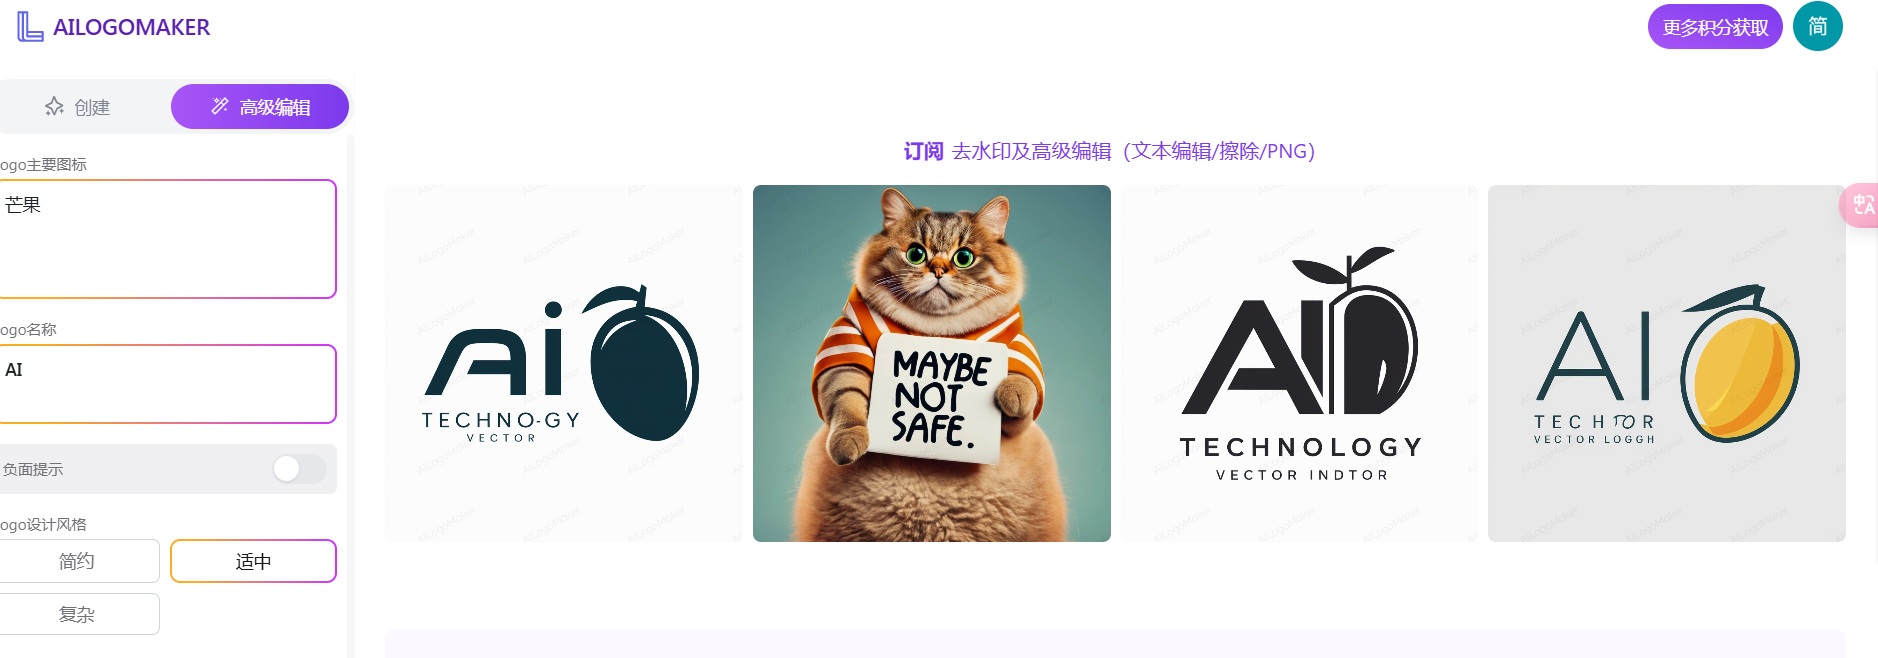 AILOGOMAKER
更多积分获取
简
创建
高级编辑
ogo主要图标
芒果
ogo名称
AI
负面提示
ogo设计风格
简约
适中
复杂
订阅 去水印及高级编辑（文本编辑/擦除/PNG）
Ai
TECHNO-GY
VECTOR
MAYBE
NOT
SAFE.
AI
TECHNOLOGY
VECTOR INDTOR
AI
TECHTOR
VECTOR LOGGH
AILogoMaker
中A